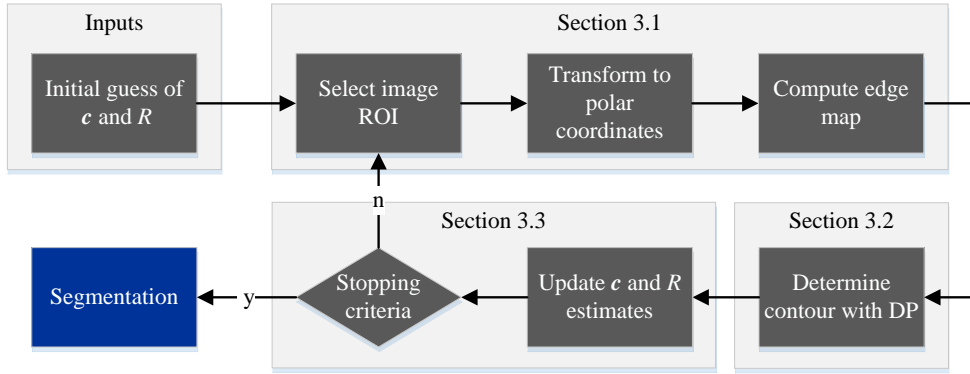 Inputs
Initial guess of
c and R
Section 3.1
Select image
ROI
Transform to
polar
coordinates
Compute edge
map
n
Section 3.3
Section 3.2
Segmentation
y
Stopping
criteria
Update c and R
estimates
Determine
contour with DP